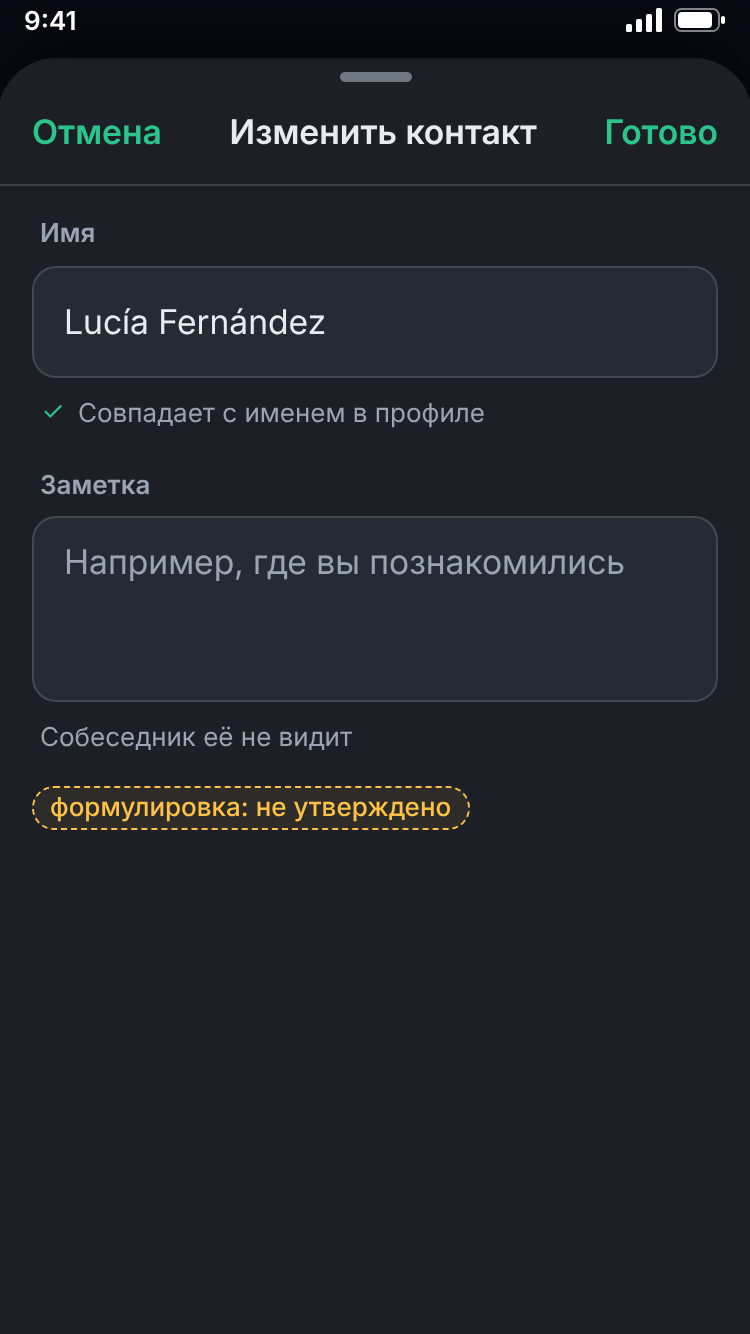 9:41
Отмена
Изменить контакт
Готово
Имя
Lucía Fernández
Совпадает с именем в профиле
Заметка
Например, где вы познакомились
Собеседник её не видит
формулировка: не утверждено